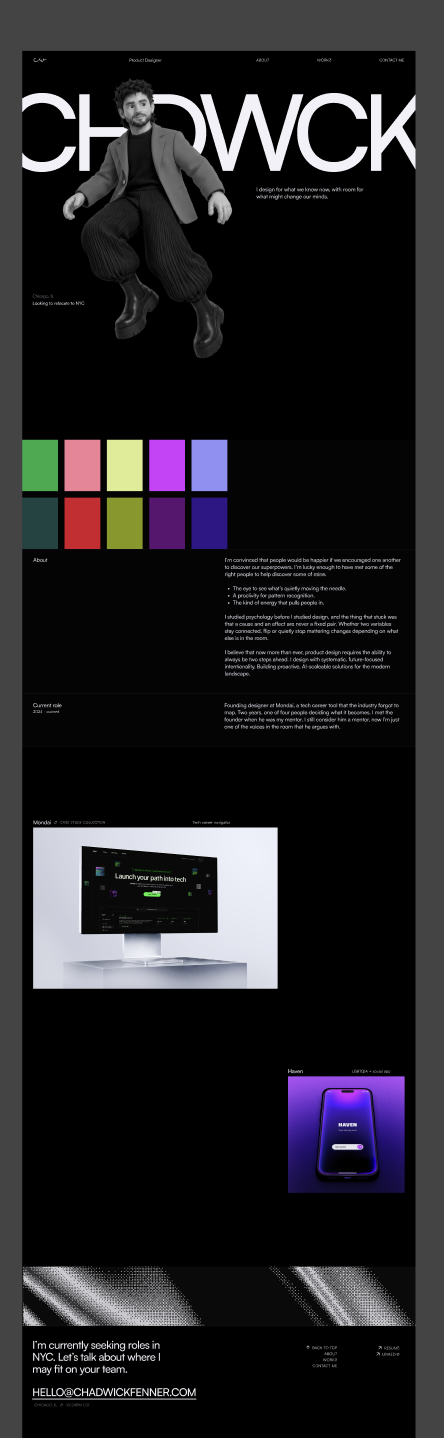 Product Designer
ABOUT
WORKS
CONTACT ME
CHDWCK
I design for what we know now, with room for
what might change our minds.
Chicago, IL
Looking to relocate to NYC
About
I'm convinced that people would be happier if we encouraged one another
to discover our superpowers. I'm lucky enough to have met some of the
right people to help discover some of mine.
• The eye to see what's quietly moving the needle.
• A proclivity for pattern recognition.
• The kind of energy that pulls people in.
I studied psychology before I studied design, and the thing that stuck was
that a cause and an effect are never a fixed pair. Whether two variables
stay connected, flip or quietly stop mattering changes depending on what
else is in the room.
I believe that now more than ever, product design requires the ability to
always be two steps ahead. I design with systematic, future-focused
intentionality. Building proactive, AI-scaleable solutions for the modern
landscape.
Current role
2024 - current
Founding designer at Mondai, a tech career tool that the industry forgot to
map. Two years, one of four people deciding what it becomes. I met the
founder when he was my mentor, I still consider him a mentor, now I'm just
one of the voices in the room that he argues with.
Mondai
CASE STUDY COLLECTION
Tech career navigator
Launch your path into tech
Haven
LGBTQIA + social app
HAVEN
I'm currently seeking roles in
NYC. Let's talk about where I
may fit on your team.
HELLO@CHADWICKFENNER.COM
CHICAGO, IL
↑ BACK TO TOP
ABOUT
WORKS
CONTACT ME
↗ RESUME
↗ LINKEDIN